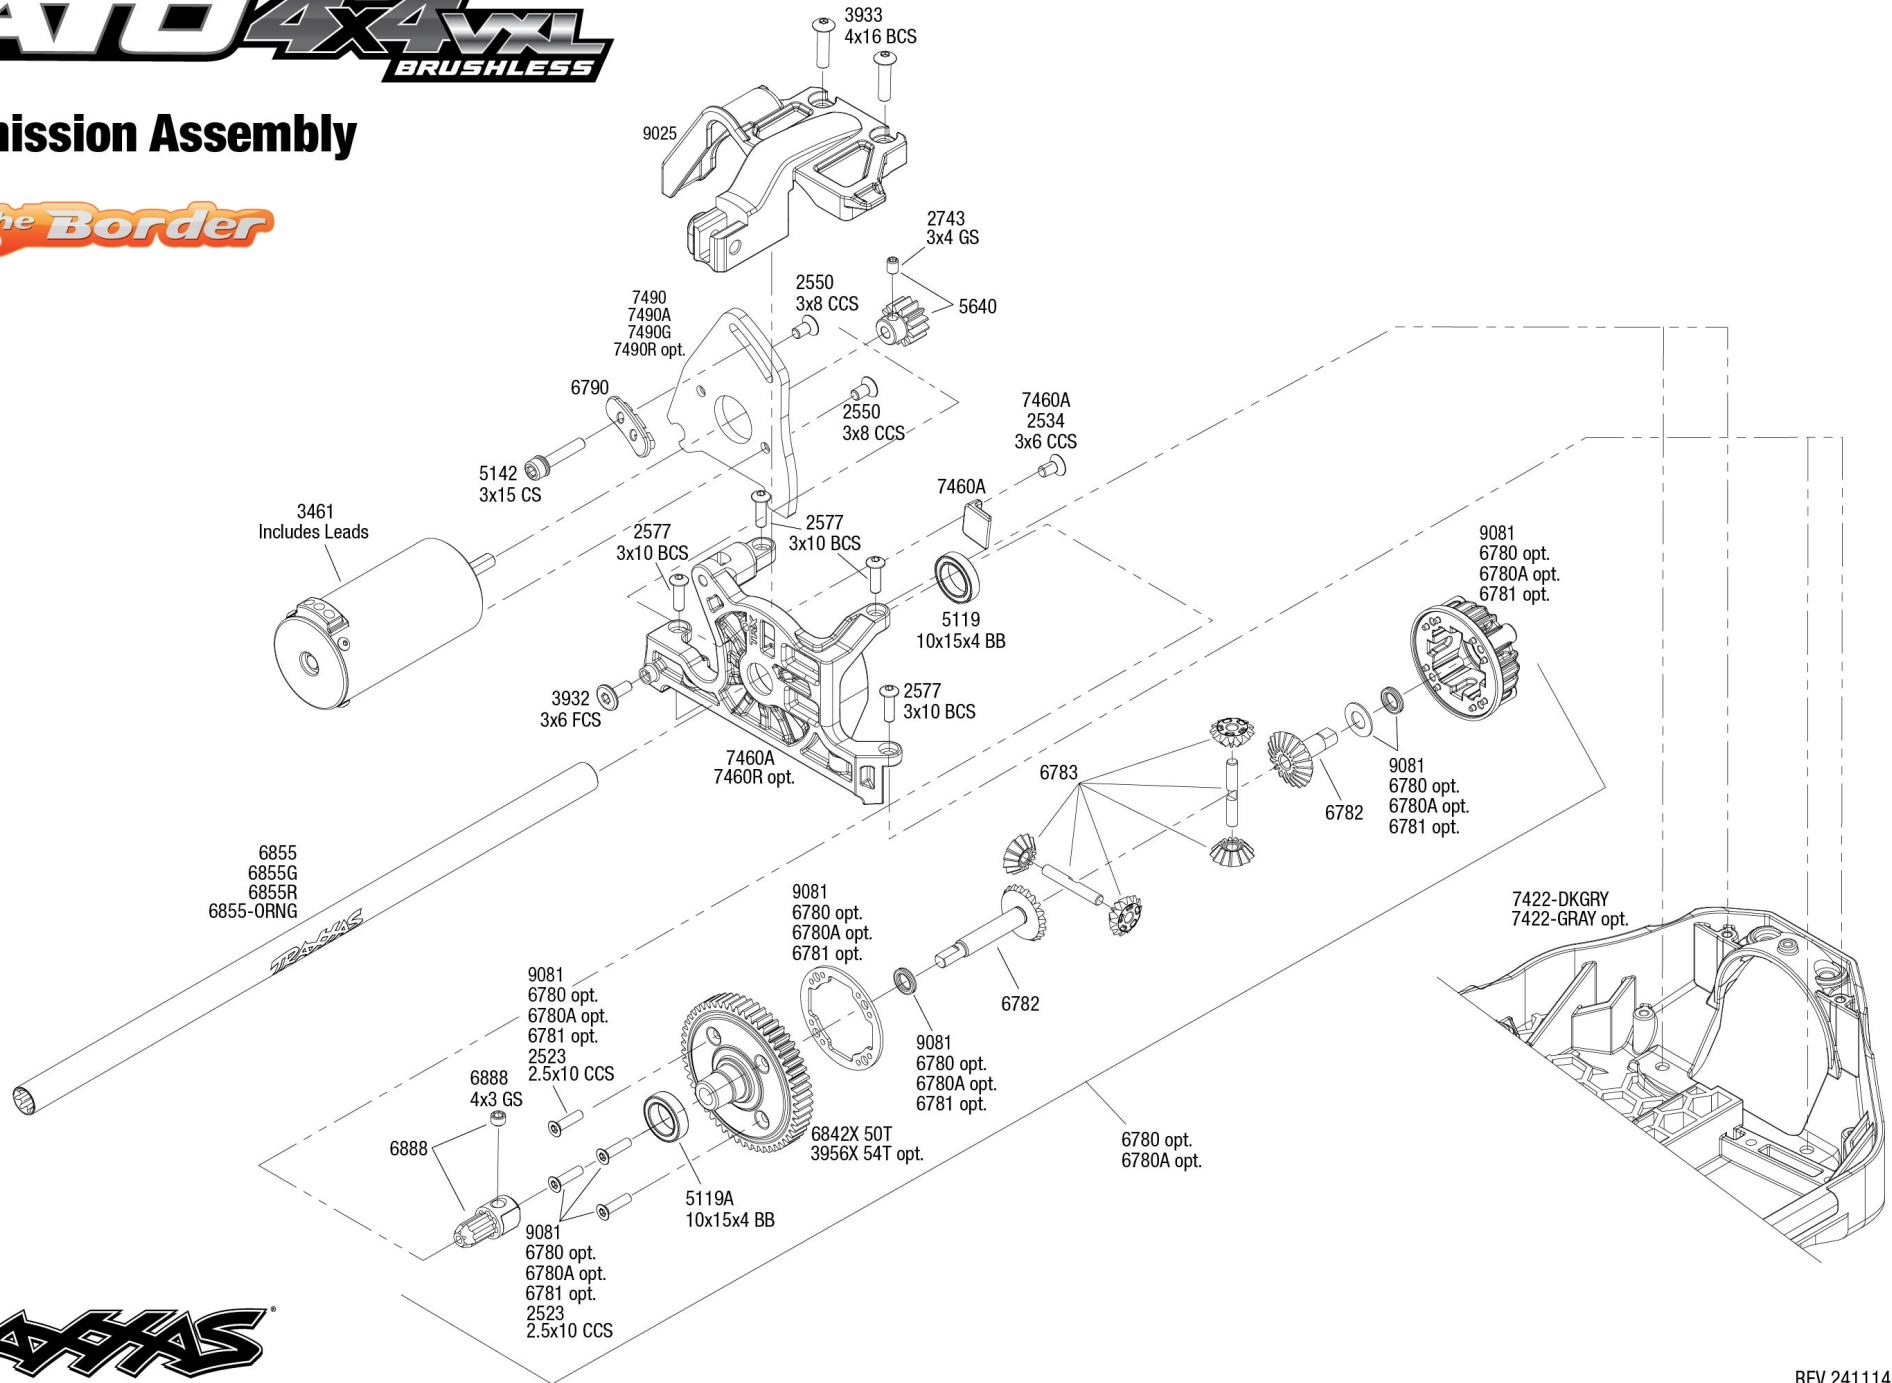 ATO 4x4 VXL
BRUSHLESS
mission Assembly
the Border
3933
4x16 BCS
9025
2743
3x4 GS
5640
2550
3x8 CCS
7490
7490A
7490G
7490R opt.
6790
2550
3x8 CCS
7460A
2534
3x6 CCS
5142
3x15 CS
7460A
3461
Includes Leads
2577
3x10 BCS
2577
3x10 BCS
TRX
5119
10x15x4 BB
9081
6780 opt.
6780A opt.
6781 opt.
3932
3x6 FCS
2577
3x10 BCS
7460A
7460R opt.
6783
6782
9081
6780 opt.
6780A opt.
6781 opt.
6855
6855G
6855R
6855-ORNG
TRAXXAS
9081
6780 opt.
6780A opt.
6781 opt.
7422-DKGRY
7422-GRAY opt.
9081
6780 opt.
6780A opt.
6781 opt.
2523
2.5x10 CCS
6782
9081
6780 opt.
6780A opt.
6781 opt.
6888
4x3 GS
6888
6842X 50T
3956X 54T opt.
6780 opt.
6780A opt.
5119A
10x15x4 BB
9081
6780 opt.
6780A opt.
6781 opt.
2523
2.5x10 CCS
AXXAS®
REV 241114